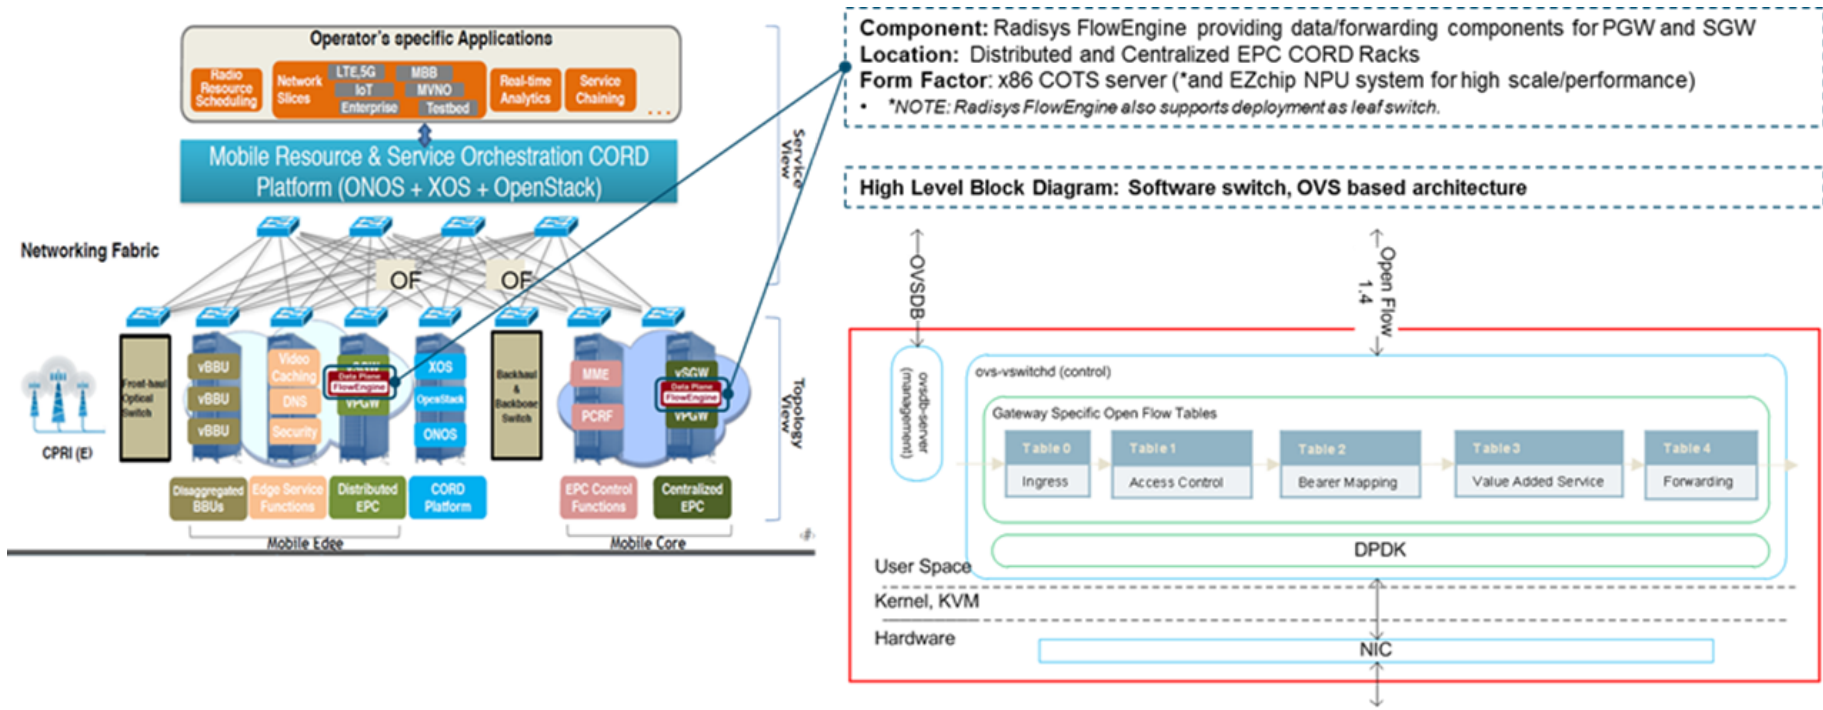 Operator's specific Applications
Radio
Resource
Scheduling
Network
Slices
LTE,5G
MBB
IoT
MVNO
Enterprise
Testbed
Real-time
Analytics
Service
Chaining
...
Mobile Resource & Service Orchestration CORD
Platform (ONOS + XOS + OpenStack)
Service
View
Networking Fabric
OF
OF
CPRI (E)
Front-haul
Optical
Switch
vBBU
vBBU
vBBU
Video
Caching
DNS
Security
Data Plane
FlowEngine
vPGW
XOS
OpenStack
ONOS
Backhaul
&
Backbone
Switch
MME
PCRF
vSGW
Data Plane
FlowEngine
vPGW
Topology
View
Disaggregated
BBUs
Edge Service
Functions
Distributed
EPC
CORD
Platform
EPC Control
Functions
Centralized
EPC
Mobile Edge
Mobile Core
‹#›
Component: Radisys FlowEngine providing data/forwarding components for PGW and SGW
Location: Distributed and Centralized EPC CORD Racks
Form Factor: x86 COTS server (*and EZchip NPU system for high scale/performance)
• *NOTE: Radisys FlowEngine also supports deployment as leaf switch.
High Level Block Diagram: Software switch, OVS based architecture
OVSDB
Open Flow
1.4
ovsdb-server
(management)
ovs-vswitchd (control)
Gateway Specific Open Flow Tables
Table 0
Ingress
Table 1
Access Control
Table 2
Bearer Mapping
Table 3
Value Added Service
Table 4
Forwarding
DPDK
User Space
Kernel, KVM
Hardware
NIC